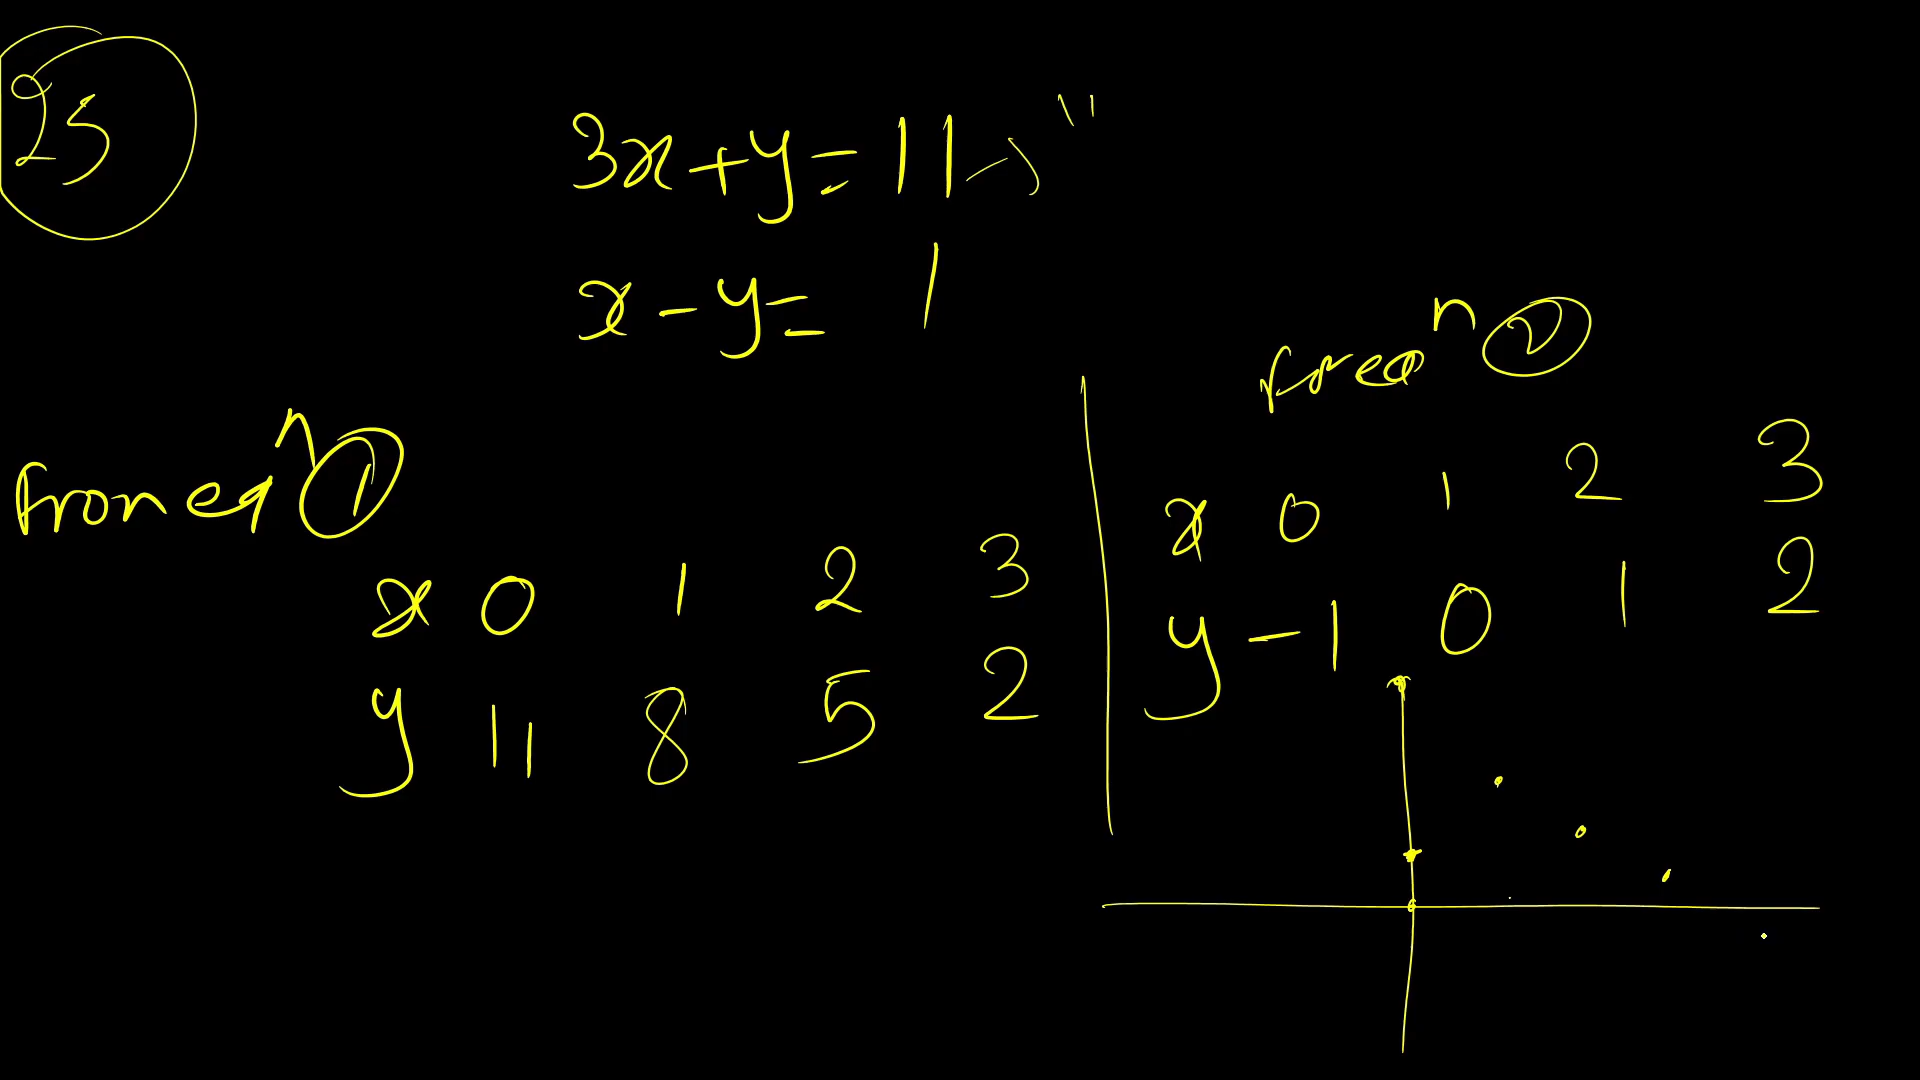 25
3x+y=11→"
x-y= 1
from eqn ①
x 0 1 2 3
y 11 8 5 2
from eqn ②
x 0 1 2 3
y -1 0 1 2